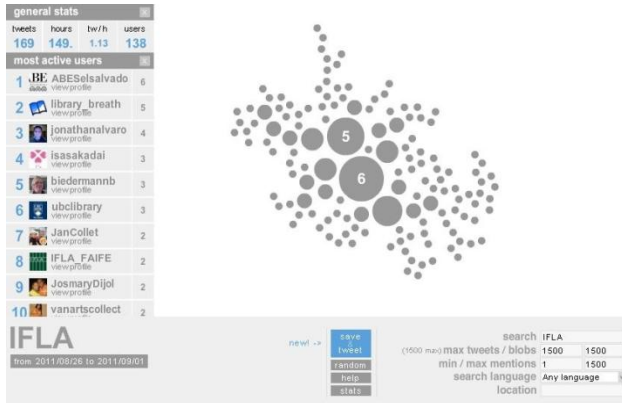 general stats x
tweets hours tw/h users
169 149. 1.13 138
most active users x
1 .BE ABESelsalvado 6
view profile
2 library_breath 5
view profile
3 jonathanalvaro 4
view profile
4 isasakadai 3
view profile
5 biedermannb 3
view profile
6 ubclibrary 3
view profile
7 JanCollet 2
view profile
8 IFLA_FAIFE 2
view profile
9 JosmaryDijol 2
view profile
10 vanartscollect 2
5
6
IFLA
from 2011/08/26 to 2011/09/01
new! ->
save
&
tweet
random
help
stats
search IFLA
(1500 max) max tweets / blobs 1500 1500
min / max mentions 1 1500
search language Any language
location